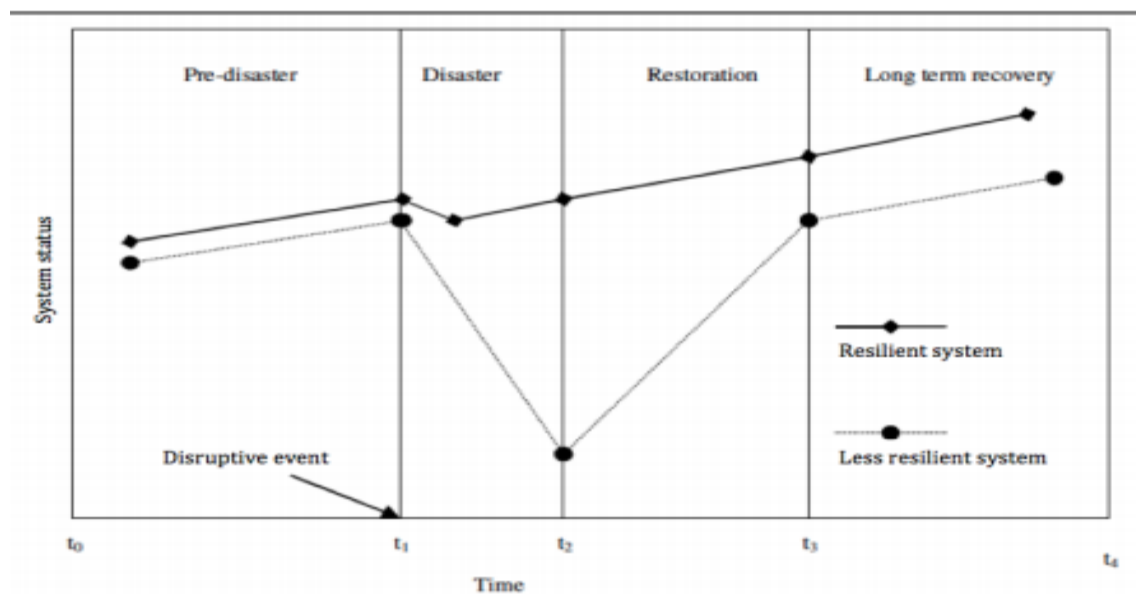 Pre-disaster Disaster Restoration Long term recovery
System status
Resilient system
Less resilient system
Disruptive event
t₀ t₁ t₂ t₃ t₄
Time